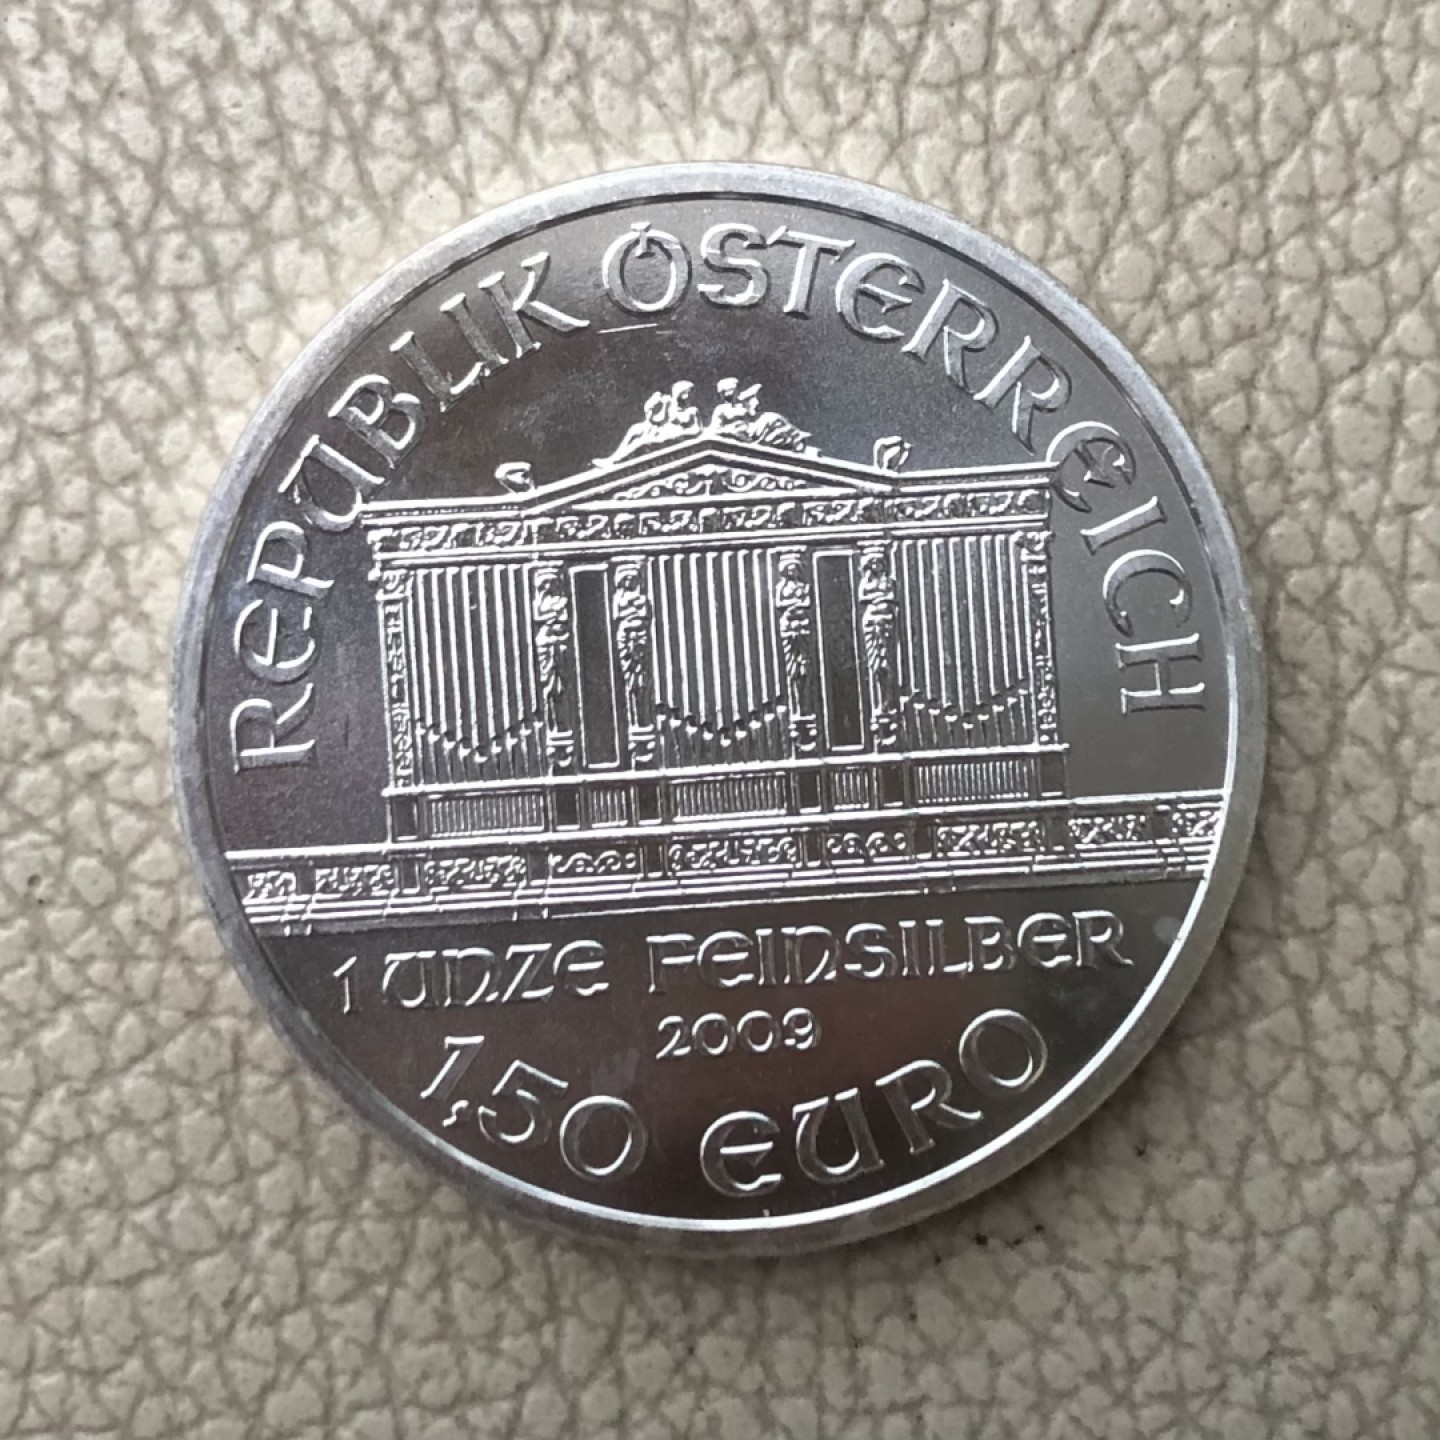 REPUBLIK ÖSTERREICH
1 UNZE FEINSILBER
2009
1,50 EURO